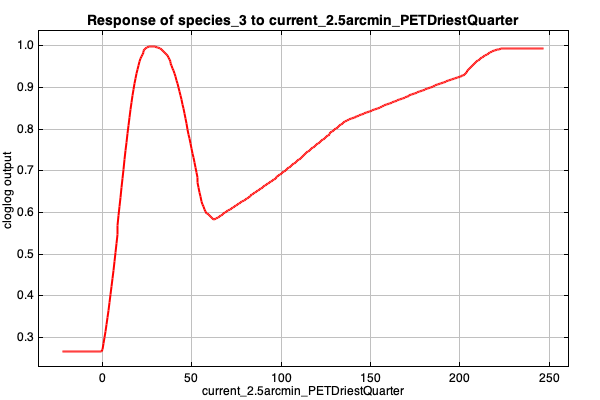 Response of species_3 to current_2.5arcmin_PETDriestQuarter
1.0
0.9
0.8
0.7
0.6
0.5
0.4
0.3
cloglog output
0 50 100 150 200 250
current_2.5arcmin_PETDriestQuarter